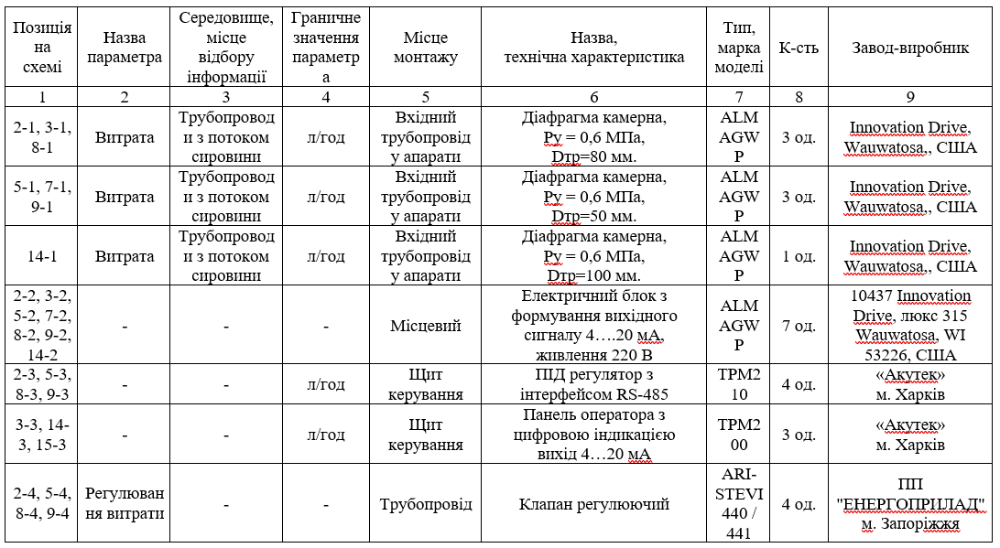 Позиція
на
схемі
Назва
параметра
Середовище,
місце
відбору
інформації
Граничне
значення
параметр
а
Місце
монтажу
Назва,
технічна характеристика
Тип,
марка
моделі
К-сть
Завод-виробник
1
2
3
4
5
6
7
8
9
2-1, 3-1,
8-1
Витрата
Трубопровод
и з потоком
сировини
л/год
Вхідний
трубопровід
у апарати
Діафрагма камерна,
Ру = 0,6 МПа,
Dтр=80 мм.
ALM
AGW
P
3 од.
Innovation Drive,
Wauwatosa,, США
5-1, 7-1,
9-1
Витрата
Трубопровод
и з потоком
сировини
л/год
Вхідний
трубопровід
у апарати
Діафрагма камерна,
Ру = 0,6 МПа,
Dтр=50 мм.
ALM
AGW
P
3 од.
Innovation Drive,
Wauwatosa,, США
14-1
Витрата
Трубопровод
и з потоком
сировини
л/год
Вхідний
трубопровід
у апарати
Діафрагма камерна,
Ру = 0,6 МПа,
Dтр=100 мм.
ALM
AGW
P
1 од.
Innovation Drive,
Wauwatosa,, США
2-2, 3-2,
5-2, 7-2,
8-2, 9-2,
14-2
-
-
-
Місцевий
Електричний блок з
формування вихідного
сигналу 4….20 мА,
живлення 220 В
ALM
AGW
P
7 од.
10437 Innovation
Drive, люкс 315
Wauwatosa, WI
53226, США
2-3, 5-3,
8-3, 9-3
-
-
л/год
Щит
керування
ПІД регулятор з
інтерфейсом RS-485
ТРМ2
10
4 од.
«Акутек»
м. Харків
3-3, 14-
3, 15-3
-
-
л/год
Щит
керування
Панель оператора з
цифровою індикацією
вихід 4…20 мА
ТРМ2
00
3 од.
«Акутек»
м. Харків
2-4, 5-4,
8-4, 9-4
Регулюван
ня витрати
-
-
Трубопровід
Клапан регулюючий
ARI-
STEVI
440 /
441
4 од.
ПП
"ЕНЕРГОПРИЛАД"
м. Запоріжжя